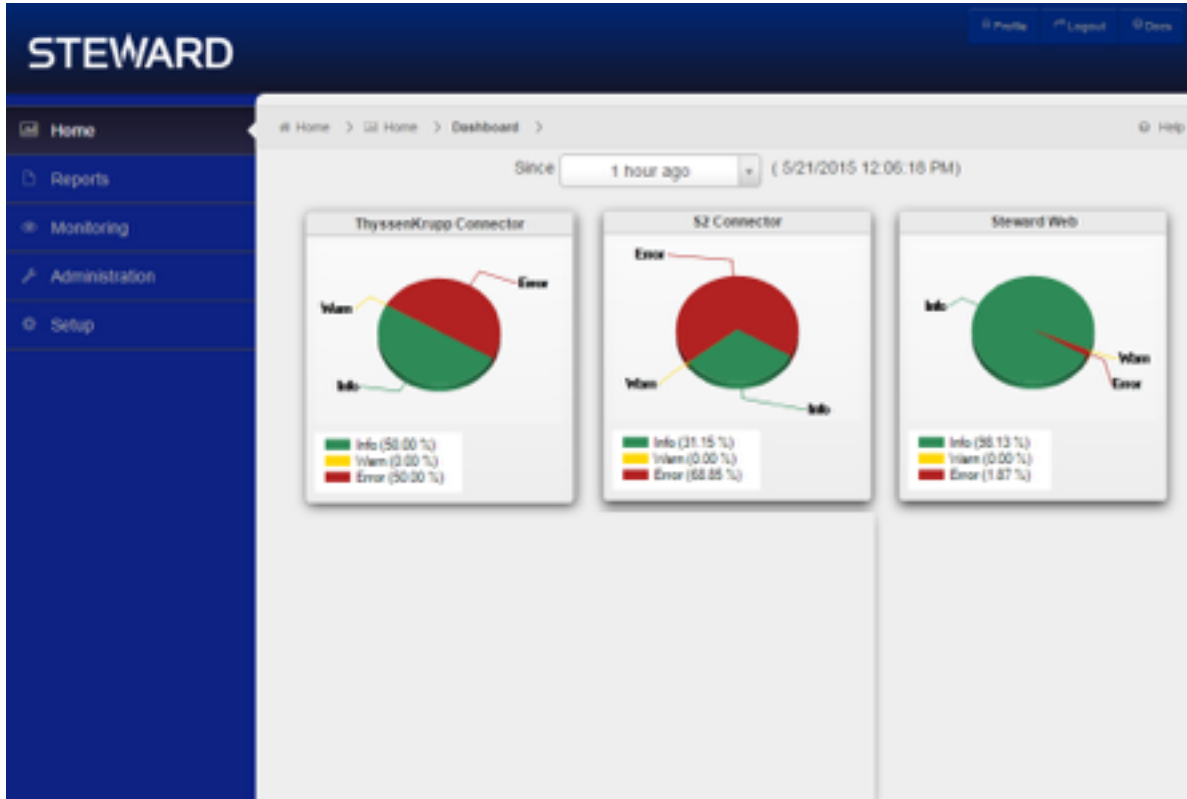 STEWARD
Profile Logout Docs
Home
Reports
Monitoring
Administration
Setup
Home > Home > Dashboard >
Help
Since 1 hour ago ( 5/21/2015 12:06:18 PM)
ThyssenKrupp Connector
Error
Warn
Info
Info (50.00 %)
Warn (0.00 %)
Error (50.00 %)
S2 Connector
Error
Warn
Info
Info (31.15 %)
Warn (0.00 %)
Error (68.85 %)
Steward Web
Info
Warn
Error
Info (98.13 %)
Warn (0.00 %)
Error (1.87 %)